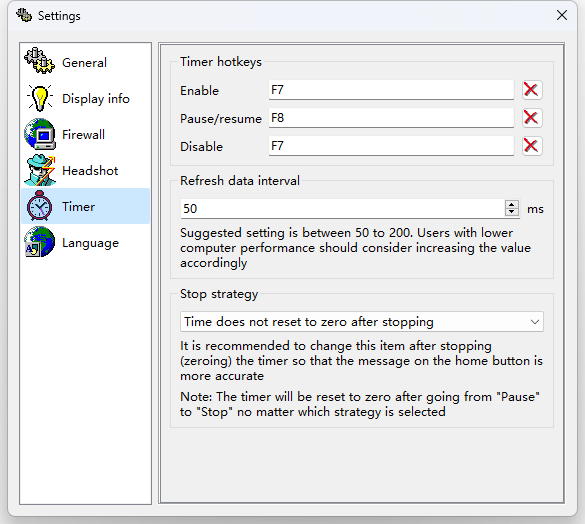 Settings
General
Display info
Firewall
Headshot
Timer
Language
Timer hotkeys
Enable F7
Pause/resume F8
Disable F7
Refresh data interval
50 ms
Suggested setting is between 50 to 200. Users with lower
computer performance should consider increasing the value
accordingly
Stop strategy
Time does not reset to zero after stopping
It is recommended to change this item after stopping
(zeroing) the timer so that the message on the home button is
more accurate
Note: The timer will be reset to zero after going from "Pause"
to "Stop" no matter which strategy is selected